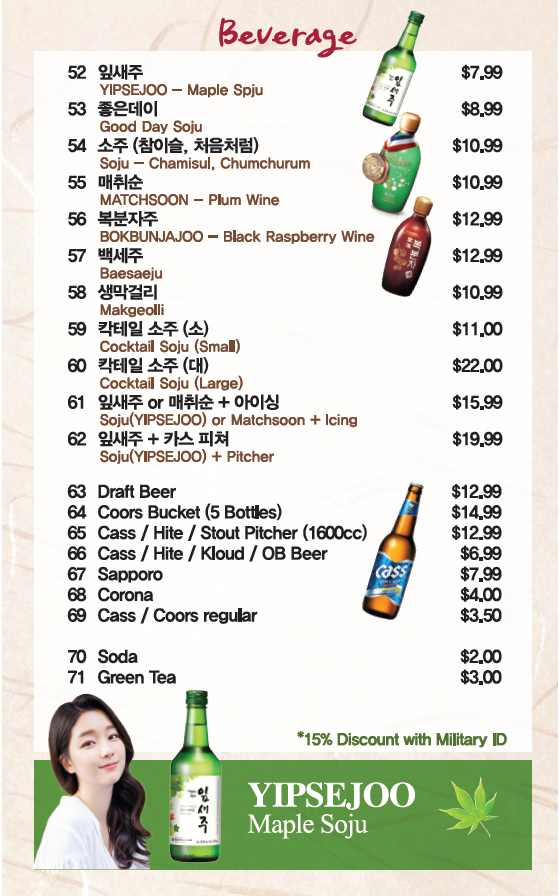 Beverage
52 잎새주 $7.99
YIPSEJOO - Maple Spju
53 좋은데이 $8.99
Good Day Soju
54 소주 (참이슬, 처음처럼) $10.99
Soju - Chamisul, Chumchurum
55 매취순 $10.99
MATCHSOON - Plum Wine
56 복분자주 $12.99
BOKBUNJAJOO - Black Raspberry Wine
57 백세주 $12.99
Baesaeju
58 생막걸리 $10.99
Makgeolli
59 칵테일 소주 (소) $11.00
Cocktail Soju (Small)
60 칵테일 소주 (대) $22.00
Cocktail Soju (Large)
61 잎새주 or 매취순 + 아이싱 $15.99
Soju(YIPSEJOO) or Matchsoon + Icing
62 잎새주 + 카스 피쳐 $19.99
Soju(YIPSEJOO) + Pitcher
63 Draft Beer $12.99
64 Coors Bucket (5 Bottles) $14.99
65 Cass / Hite / Stout Pitcher (1600cc) $12.99
66 Cass / Hite / Kloud / OB Beer $6.99
67 Sapporo $7.99
68 Corona $4.00
69 Cass / Coors regular $3.50
Cass
70 Soda $2.00
71 Green Tea $3.00
*15% Discount with Military ID
잎새주
YIPSEJOO
Maple Soju